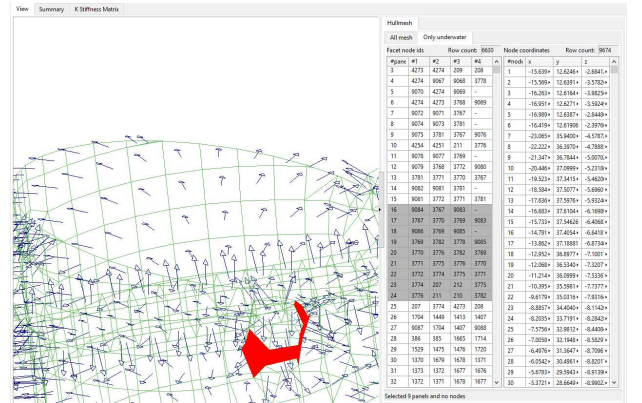 View Summary K Stiffness Matrix
Hullmesh
All mesh Only underwater
Facet node ids Row count: 6630 Node coordinates Row count: 9674
#pane #1 #2 #3 #4 #node x y z
3 4273 4274 209 208 1 -15.639 12.6246 -2.6841
4 4274 9067 9068 3778 2 -15.569 12.6391 -3.5782
5 9070 4274 9069 - 3 -16.263 12.6164 -3.9825
6 4274 4273 3768 9069 4 -16.951 12.6271 -3.5924
7 9072 9071 3767 - 5 -16.989 12.6387 -2.8448
8 9074 9073 3781 - 6 -16.419 12.61906 -2.3976
9 9075 3781 3767 9076 7 -23.065 35.9400 -4.5787
10 4254 4251 211 3776 8 -22.222 36.3970 -4.7888
11 9078 9077 3769 - 9 -21.347 36.7844 -5.0070
12 9079 3768 3772 9080 10 -20.446 37.0999 -5.2318
13 3781 3771 3770 3767 11 -19.523 37.3415 -5.4620
14 9082 9081 3781 - 12 -18.584 37.5077 -5.6960
15 9081 3772 3771 3781 13 -17.636 37.5976 -5.9324
16 9084 3767 9083 - 14 -16.683 37.6104 -6.1698
17 3767 3770 3769 9083 15 -15.733 37.54626 -6.4068
18 9086 3769 9085 - 16 -14.791 37.4054 -6.6418
19 3769 3782 3778 9085 17 -13.862 37.18881 -6.8734
20 3770 3776 3782 3769 18 -12.952 36.8977 -7.1001
21 3771 3775 3776 3770 19 -12.068 36.5340 -7.3207
22 3772 3774 3775 3771 20 -11.214 36.0999 -7.5336
23 3774 207 212 3775 21 -10.395 35.5981 -7.7377
24 3776 211 210 3782 22 -9.6179 35.0316 -7.9316
25 207 3774 4273 208 23 -8.8857 34.4040 -8.1142
26 1704 1449 1413 1407 24 -8.2035 33.7191 -8.2842
27 9087 1704 1407 9088 25 -7.5756 32.9812 -8.4408
28 386 385 1665 1714 26 -7.0058 32.1948 -8.5829
29 1529 1475 1476 1720 27 -6.4976 31.3647 -8.7096
30 1370 1679 1678 1371 28 -6.0542 30.4961 -8.8201
31 1373 1372 1677 1676 29 -5.6783 29.5943 -8.9139
32 1372 1371 1678 1677 30 -5.3721 28.6649 -8.9902
Selected 9 panels and no nodes